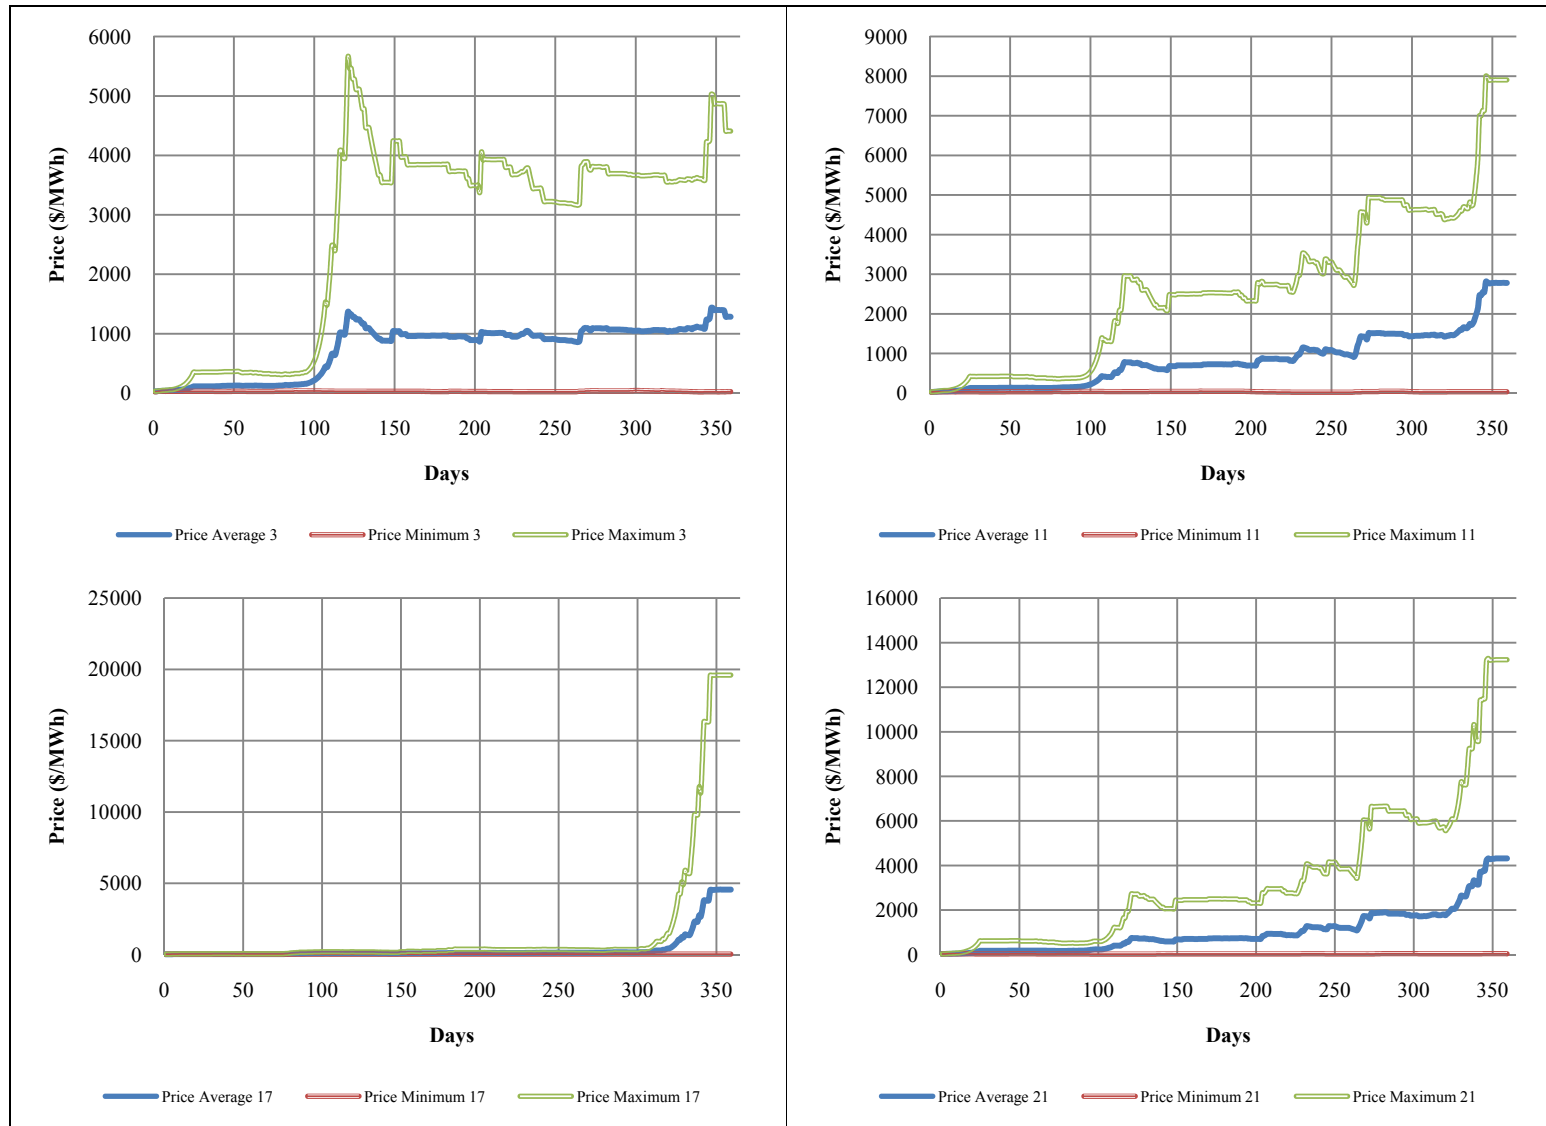 6000
5000
4000
3000
2000
1000
0
Price ($/MWh)
0 50 100 150 200 250 300 350
Days
Price Average 3 Price Minimum 3 Price Maximum 3
9000
8000
7000
6000
5000
4000
3000
2000
1000
0
Price ($/MWh)
0 50 100 150 200 250 300 350
Days
Price Average 11 Price Minimum 11 Price Maximum 11
25000
20000
15000
10000
5000
0
Price ($/MWh)
0 50 100 150 200 250 300 350
Days
Price Average 17 Price Minimum 17 Price Maximum 17
16000
14000
12000
10000
8000
6000
4000
2000
0
Price ($/MWh)
0 50 100 150 200 250 300 350
Days
Price Average 21 Price Minimum 21 Price Maximum 21